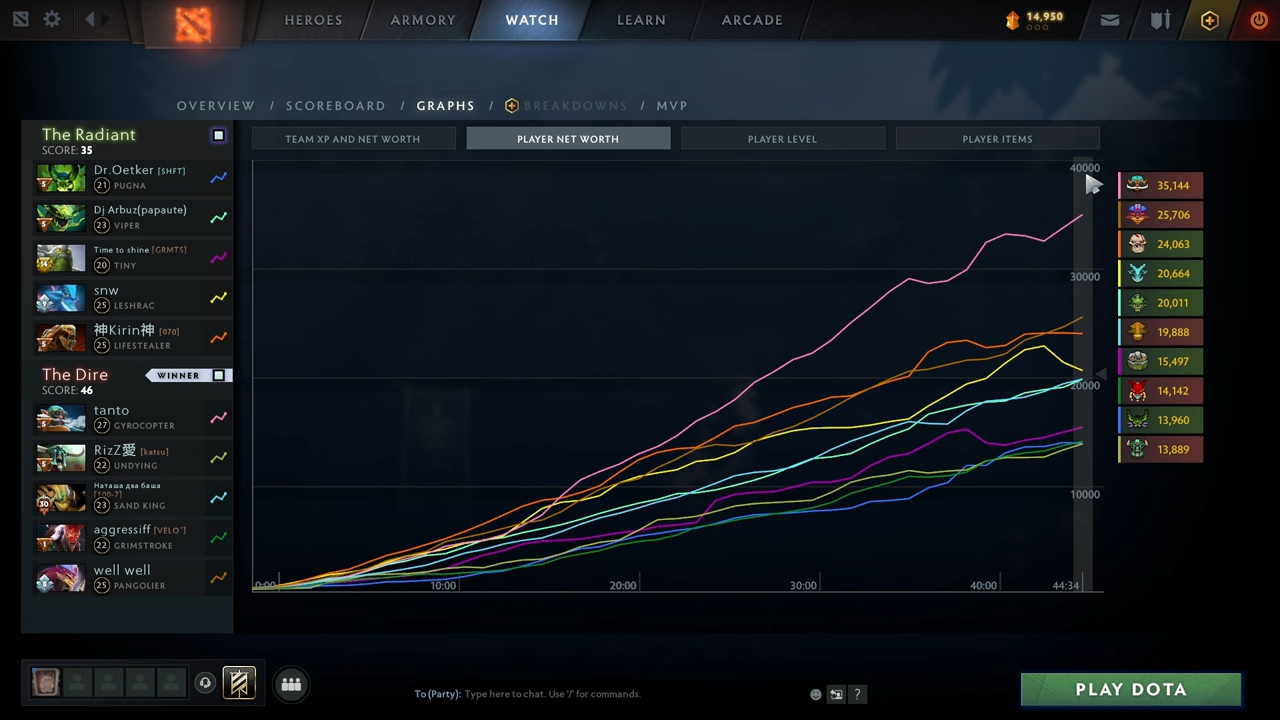 HEROES
ARMORY
WATCH
LEARN
ARCADE
14,950
OVERVIEW / SCOREBOARD / GRAPHS / BREAKDOWNS / MVP
The Radiant
SCORE: 35
Dr.Oetker [SHFT]
21 PUGNA
Dj Arbuz(papaute)
23 VIPER
Time to shine [GRMTS]
20 TINY
snw
25 LESHRAC
神Kirin神 [070]
25 LIFESTEALER
The Dire
WINNER
SCORE: 46
tanto
27 GYROCOPTER
RizZ愛 [katsu]
22 UNDYING
Наташа два баша
[100-7]
23 SAND KING
aggressiff [VELO˜]
22 GRIMSTROKE
well well
25 PANGOLIER
TEAM XP AND NET WORTH
PLAYER NET WORTH
PLAYER LEVEL
PLAYER ITEMS
40000
30000
20000
10000
0:00
10:00
20:00
30:00
40:00
44:34
35,144
25,706
24,063
20,664
20,011
19,888
15,497
14,142
13,960
13,889
To (Party): Type here to chat. Use '/' for commands.
?
PLAY DOTA